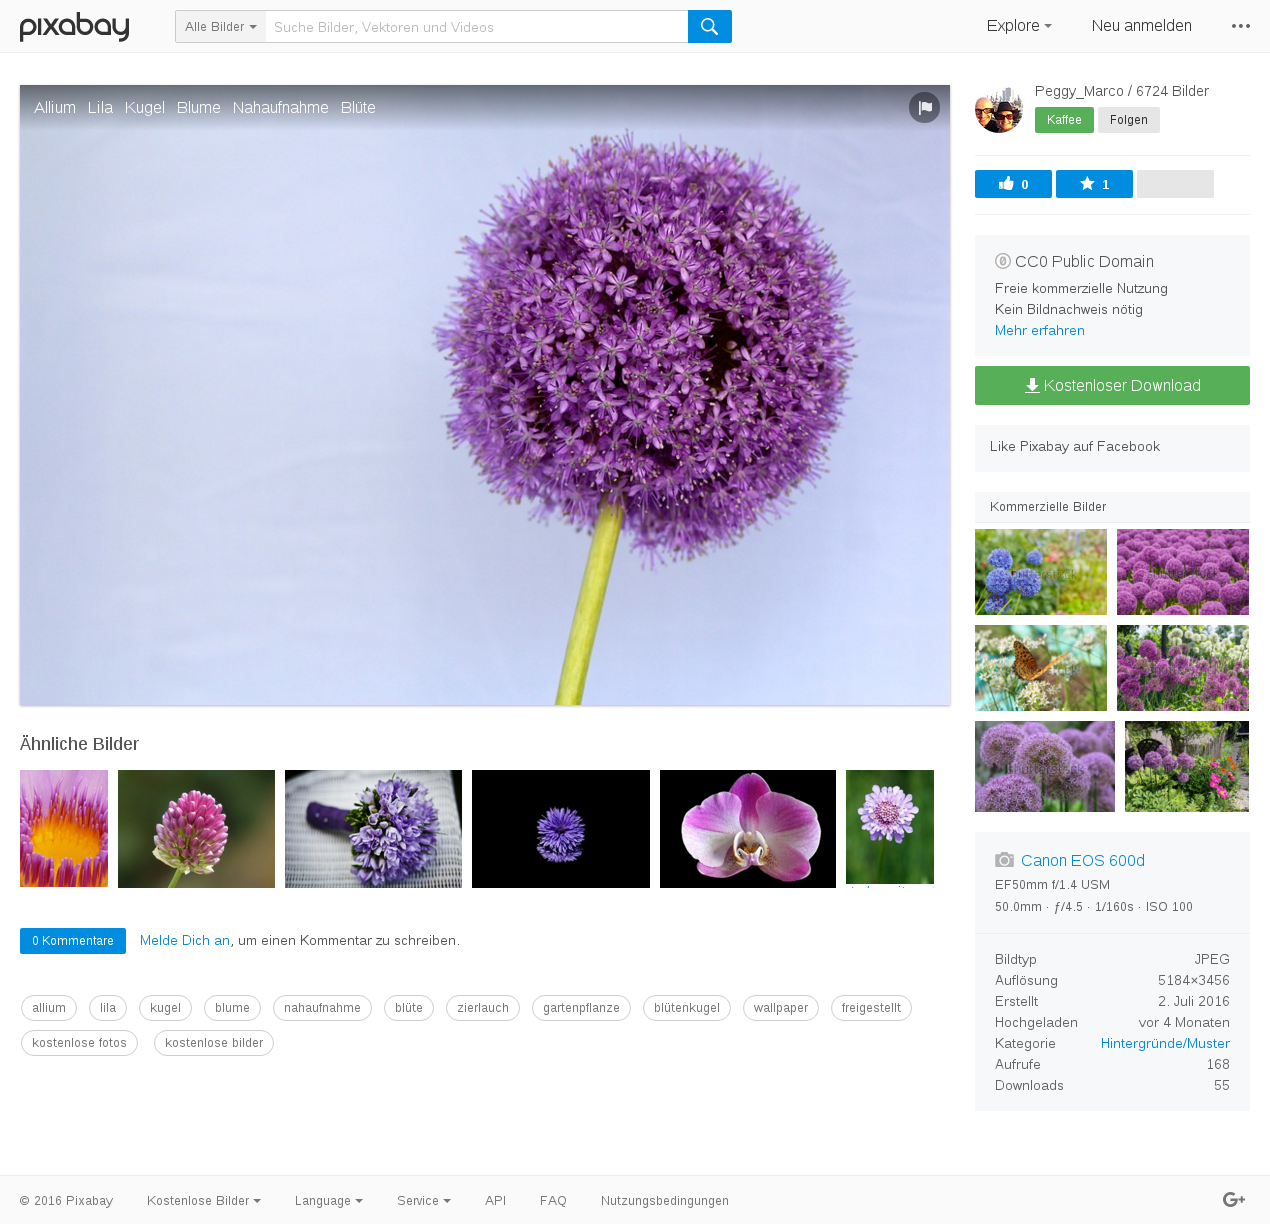 pixabay
Alle Bilder
Suche Bilder, Vektoren und Videos
Explore
Neu anmelden
Allium Lila Kugel Blume Nahaufnahme Blüte
Peggy_Marco / 6724 Bilder
Kaffee
Folgen
0
1
CC0 Public Domain
Freie kommerzielle Nutzung
Kein Bildnachweis nötig
Mehr erfahren
Kostenloser Download
Like Pixabay auf Facebook
Kommerzielle Bilder
Ähnliche Bilder
0 Kommentare
Melde Dich an, um einen Kommentar zu schreiben.
allium
lila
kugel
blume
nahaufnahme
blüte
zierlauch
gartenpflanze
blütenkugel
wallpaper
freigestellt
kostenlose fotos
kostenlose bilder
Canon EOS 600d
EF50mm f/1.4 USM
50.0mm · ƒ/4.5 · 1/160s · ISO 100
Bildtyp JPEG
Auflösung 5184×3456
Erstellt 2. Juli 2016
Hochgeladen vor 4 Monaten
Kategorie Hintergründe/Muster
Aufrufe 168
Downloads 55
© 2016 Pixabay
Kostenlose Bilder
Language
Service
API
FAQ
Nutzungsbedingungen
G+